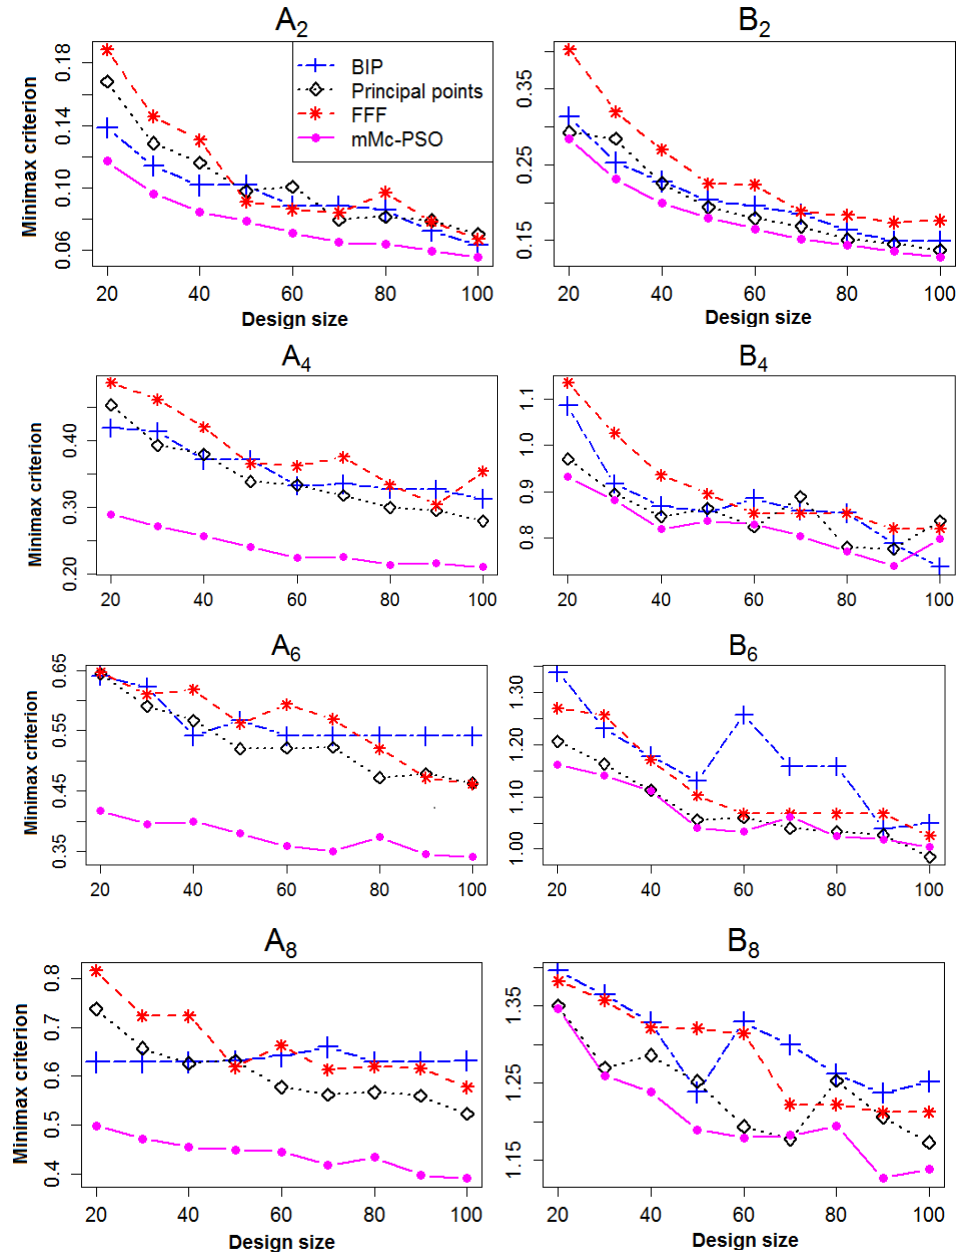 A2 B2
Minimax criterion
0.06 0.10 0.14 0.18
BIP
Principal points
FFF
mMc-PSO
20 40 60 80 100
Design size
0.15 0.25 0.35
20 40 60 80 100
Design size
A4 B4
Minimax criterion
0.20 0.30 0.40
20 40 60 80 100
0.8 0.9 1.0 1.1
20 40 60 80 100
A6 B6
Minimax criterion
0.35 0.45 0.55 0.65
20 40 60 80 100
1.00 1.10 1.20 1.30
20 40 60 80 100
A8 B8
Minimax criterion
0.4 0.5 0.6 0.7 0.8
20 40 60 80 100
Design size
1.15 1.25 1.35
20 40 60 80 100
Design size